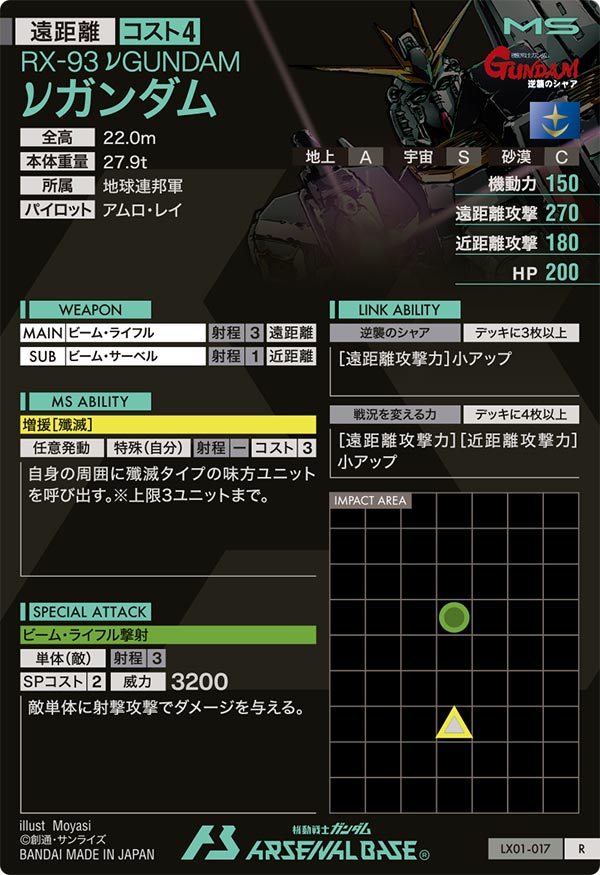 遠距離 コスト4
MS
RX-93 νGUNDAM
νガンダム
機動戦士ガンダム
GUNDAM
逆襲のシャア
全高 22.0m
本体重量 27.9t
所属 地球連邦軍
パイロット アムロ・レイ
地上 A 宇宙 S 砂漠 C
機動力 150
遠距離攻撃 270
近距離攻撃 180
HP 200
WEAPON
MAIN ビーム・ライフル 射程 3 遠距離
SUB ビーム・サーベル 射程 1 近距離
MS ABILITY
増援[殲滅]
任意発動 特殊(自分) 射程 ー コスト 3
自身の周囲に殲滅タイプの味方ユニット
を呼び出す。※上限3ユニットまで。
SPECIAL ATTACK
ビーム・ライフル撃射
単体(敵) 射程 3
SPコスト 2 威力 3200
敵単体に射撃攻撃でダメージを与える。
LINK ABILITY
逆襲のシャア デッキに3枚以上
[遠距離攻撃力]小アップ
戦況を変える力 デッキに4枚以上
[遠距離攻撃力][近距離攻撃力]
小アップ
IMPACT AREA
illust Moyasi
©創通・サンライズ
BANDAI MADE IN JAPAN
機動戦士ガンダム
ARSENAL BASE®
LX01-017 R